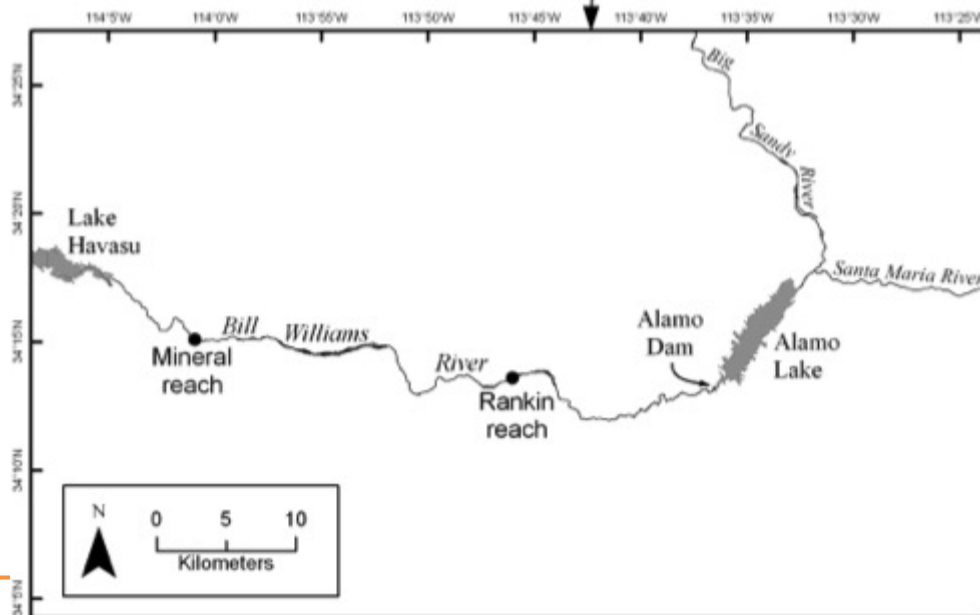 114°5'W 114°0'W 113°55'W 113°50'W 113°45'W 113°40'W 113°35'W 113°30'W 113°25'W
34°25'N
Big
Sandy
River
34°20'N
Lake
Havasu
Santa Maria River
34°15'N
Bill Williams
River
Mineral
reach
Rankin
reach
Alamo
Dam
Alamo
Lake
34°10'N
N
0 5 10
Kilometers
34°5'N